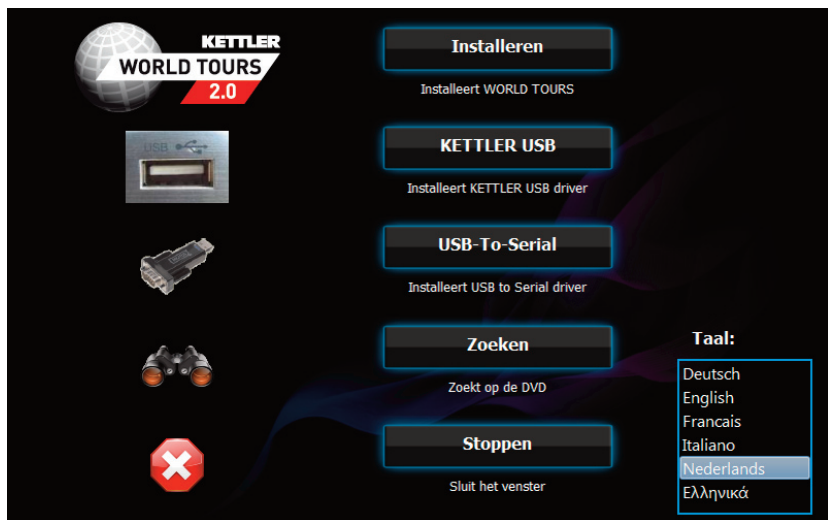 KETTLER
WORLD TOURS
2.0
Installeren
Installeert WORLD TOURS
USB
KETTLER USB
Installeert KETTLER USB driver
USB-To-Serial
Installeert USB to Serial driver
Zoeken
Zoekt op de DVD
Stoppen
Sluit het venster
Taal:
Deutsch
English
Francais
Italiano
Nederlands
Ελληνικά